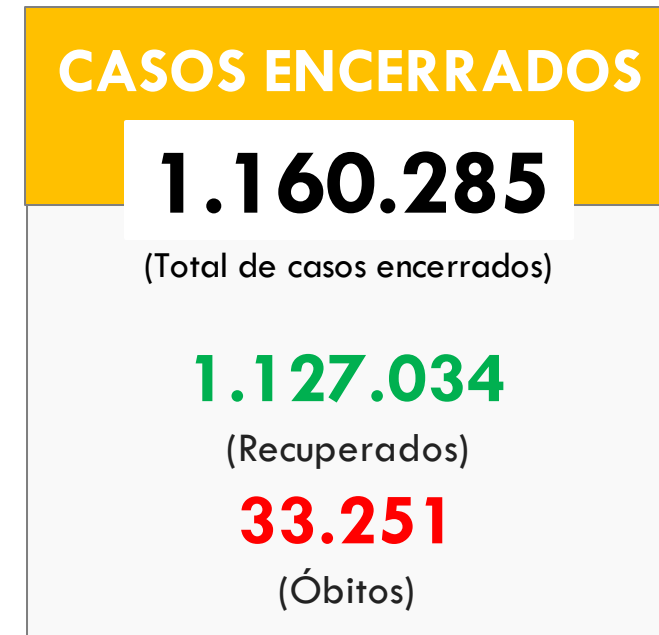 CASOS ENCERRADOS
1.160.285
(Total de casos encerrados)
1.127.034
(Recuperados)
33.251
(Óbitos)